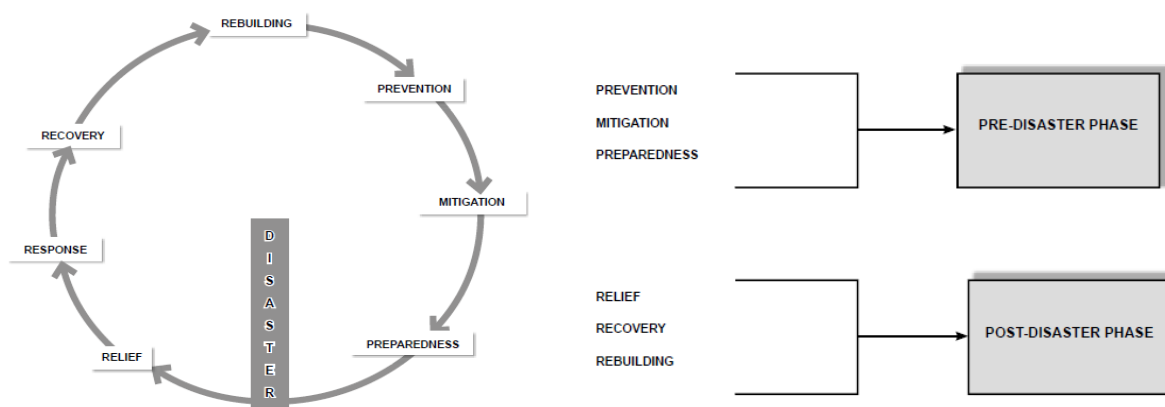 REBUILDING
PREVENTION
MITIGATION
PREPAREDNESS
DISASTER
RELIEF
RESPONSE
RECOVERY
PREVENTION
MITIGATION
PREPAREDNESS
PRE-DISASTER PHASE
RELIEF
RECOVERY
REBUILDING
POST-DISASTER PHASE